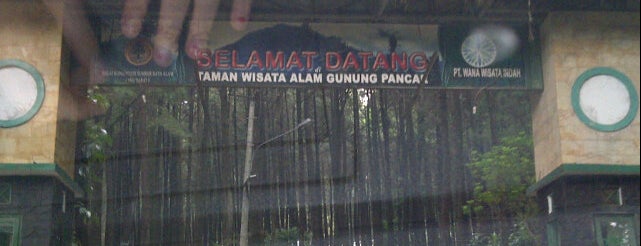 SELAMAT DATANG
TAMAN WISATA ALAM GUNUNG PANCAR
PT. WANA WISATA INDAH